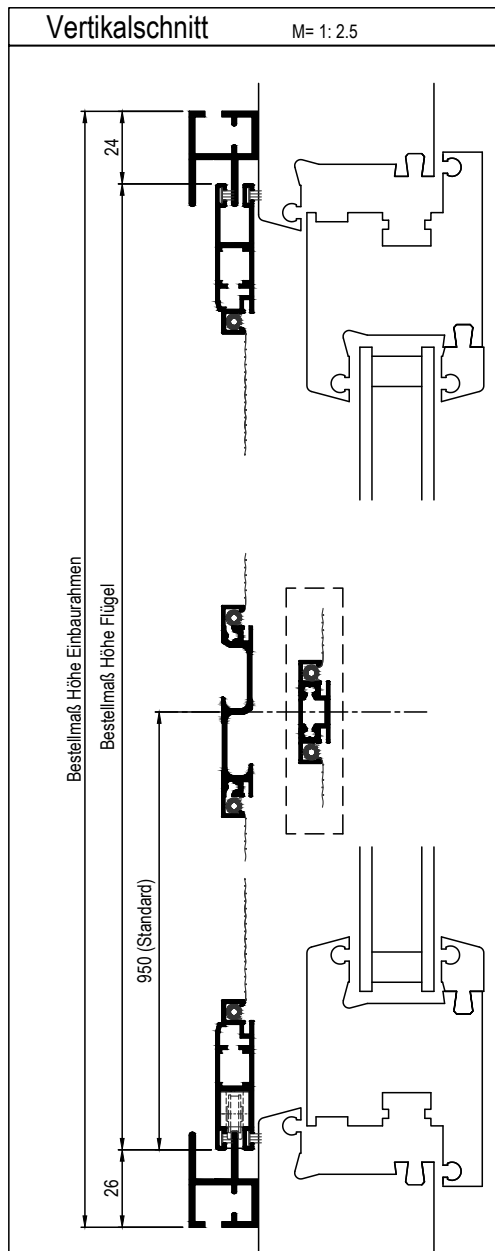 Vertikalschnitt M= 1: 2.5
24
Bestellmaß Höhe Einbaurahmen
Bestellmaß Höhe Flügel
950 (Standard)
26